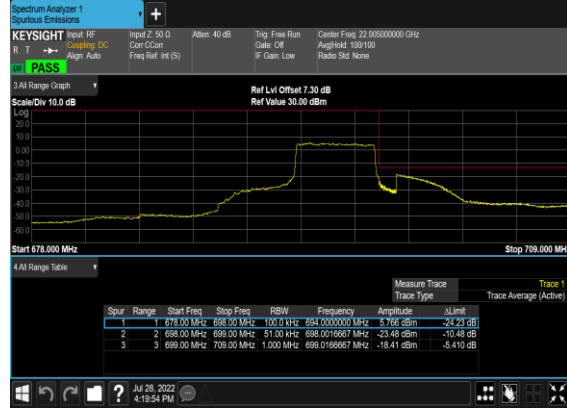 Spectrum Analyzer 1
Spurious Emissions
+
KEYSIGHT Input: RF Input Z: 50 Ω Atten: 40 dB Trig: Free Run Center Freq: 22.005000000 GHz
R T Coupling: DC Corr CCorr Gate: Off Avg|Hold: 100/100
Align: Auto Freq Ref: Int (S) IF Gain: Low Radio Std: None
LW PASS
3 All Range Graph
Ref Lvl Offset 7.30 dB
Scale/Div 10.0 dB Ref Value 30.00 dBm
Log
20.0
10.0
0.00
-10.0
-20.0
-30.0
-40.0
-50.0
-60.0
Start 678.000 MHz Stop 709.000 MHz
4 All Range Table
Measure Trace Trace 1
Trace Type Trace Average (Active)
Spur Range Start Freq Stop Freq RBW Frequency Amplitude ΔLimit
1 1 678.00 MHz 698.00 MHz 100.0 kHz 694.0000000 MHz 5.766 dBm -24.23 dB
2 2 698.00 MHz 699.00 MHz 51.00 kHz 698.0016667 MHz -23.48 dBm -10.48 dB
3 3 699.00 MHz 709.00 MHz 1.000 MHz 699.0166667 MHz -18.41 dBm -5.410 dB
? Jul 28, 2022
4:19:54 PM